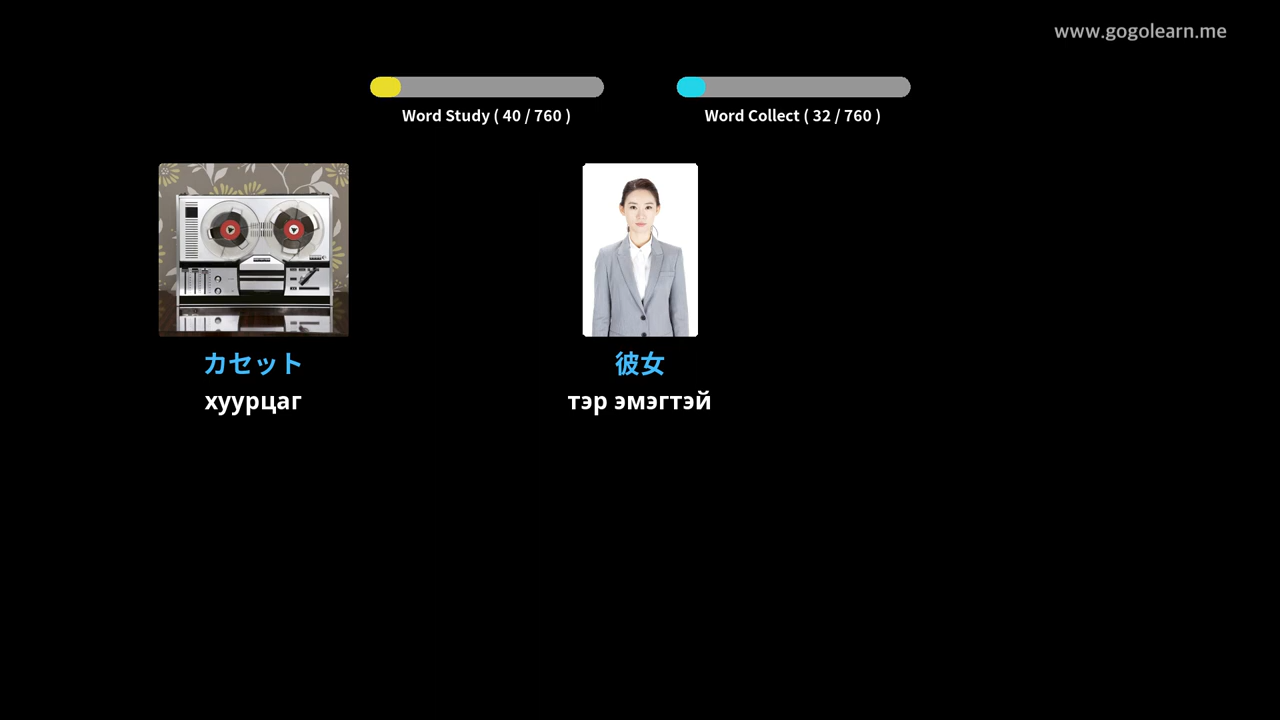 www.gogolearn.me
Word Study ( 40 / 760 )
Word Collect ( 32 / 760 )
カセット
хуурцаг
彼女
тэр эмэгтэй